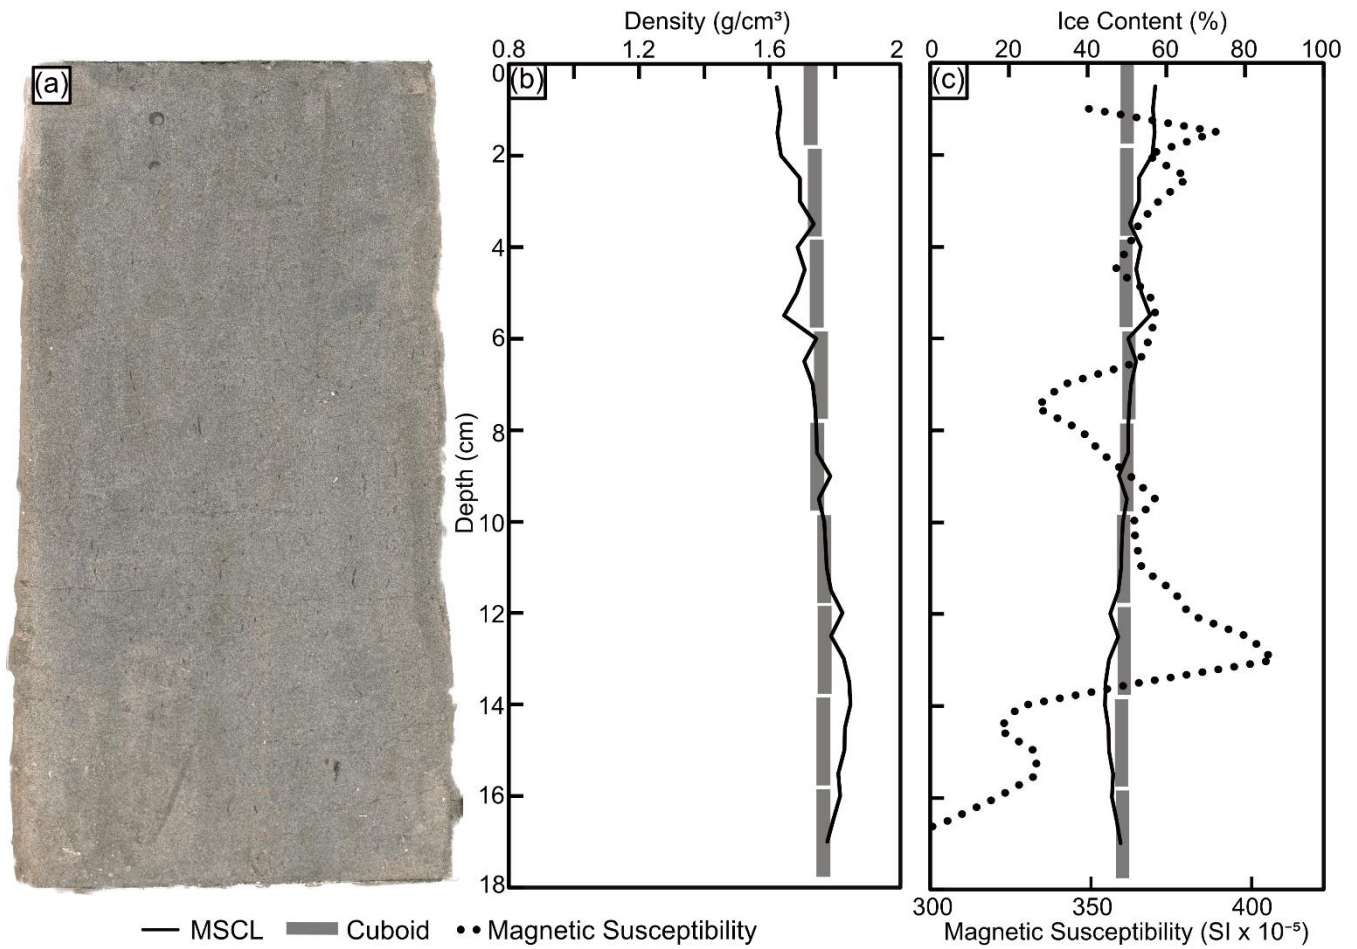 Density (g/cm³)
Ice Content (%)
0.8 1.2 1.6 2
0 20 40 60 80 100
(a)
(b)
(c)
0
2
4
6
8
10
12
14
16
18
Depth (cm)
300 350 400
Magnetic Susceptibility (SI x 10⁻⁵)
MSCL Cuboid Magnetic Susceptibility